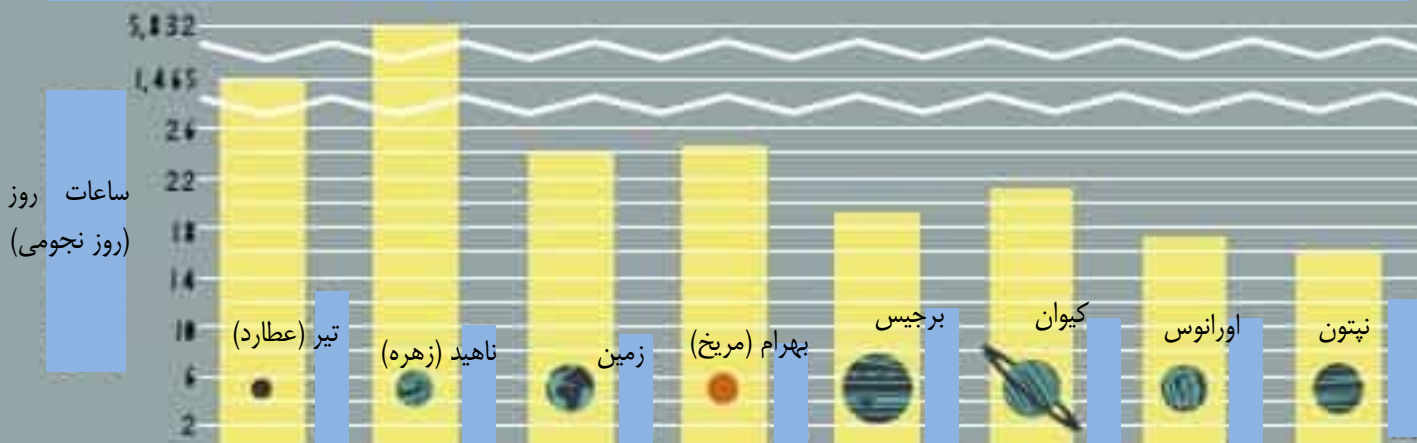 5,832
1,465
26
22
18
14
10
6
2
ساعات روز
(روز نجومی)
تیر (عطارد)
ناهید (زهره)
زمین
بهرام (مریخ)
برجیس
کیوان
اورانوس
نپتون